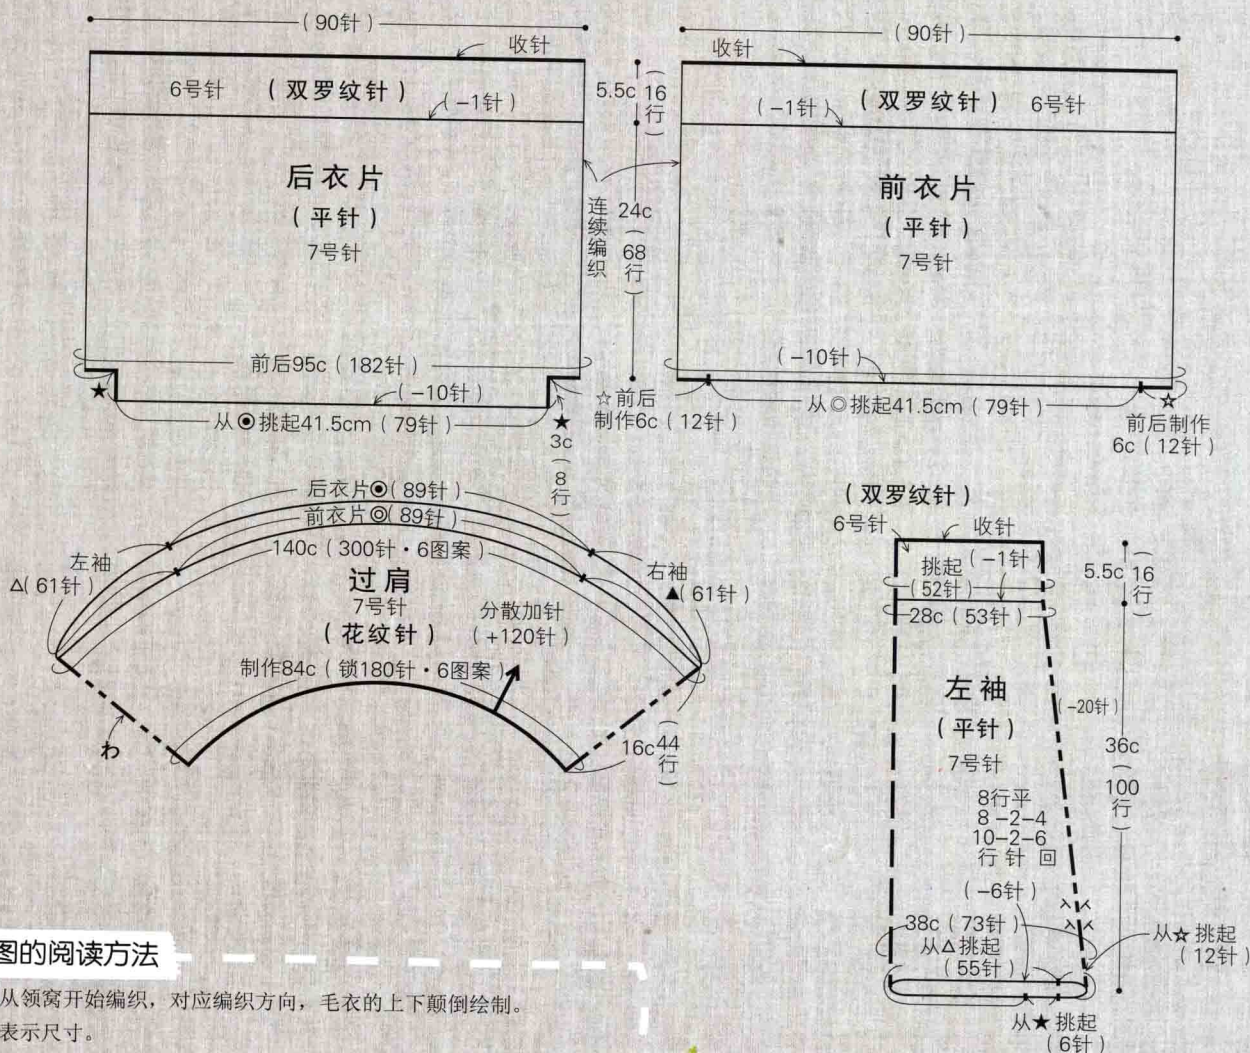 （90针）
收针
6号针 （双罗纹针）
（−1针）
后衣片
（平针）
7号针
前后95c（182针）
（−10针）
★
从◉挑起41.5cm（79针）
★
3c
（8行）
☆前后
制作6c（12针）
5.5c（16行）
24c（68行）
连续编织
（90针）
收针
（−1针）
（双罗纹针） 6号针
前衣片
（平针）
7号针
（−10针）
从◎挑起41.5cm（79针）
☆
前后制作
6c（12针）
后衣片◉（89针）
前衣片◎（89针）
140c（300针・6图案）
左袖
△（61针）
右袖
▲（61针）
过肩
7号针
（花纹针）
分散加针
（+120针）
制作84c（锁180针・6图案）
わ
16c（44行）
（双罗纹针）
6号针
收针
挑起
（52针）
（−1针）
28c（53针）
5.5c（16行）
左袖
（平针）
7号针
（−20针）
36c（100行）
8行平
8−2−4
10−2−6
行 针 回
（−6针）
38c（73针）
从△挑起
（55针）
从☆挑起
（12针）
从★挑起
（6针）
图的阅读方法
从领窝开始编织，对应编织方向，毛衣的上下颠倒绘制。
表示尺寸。